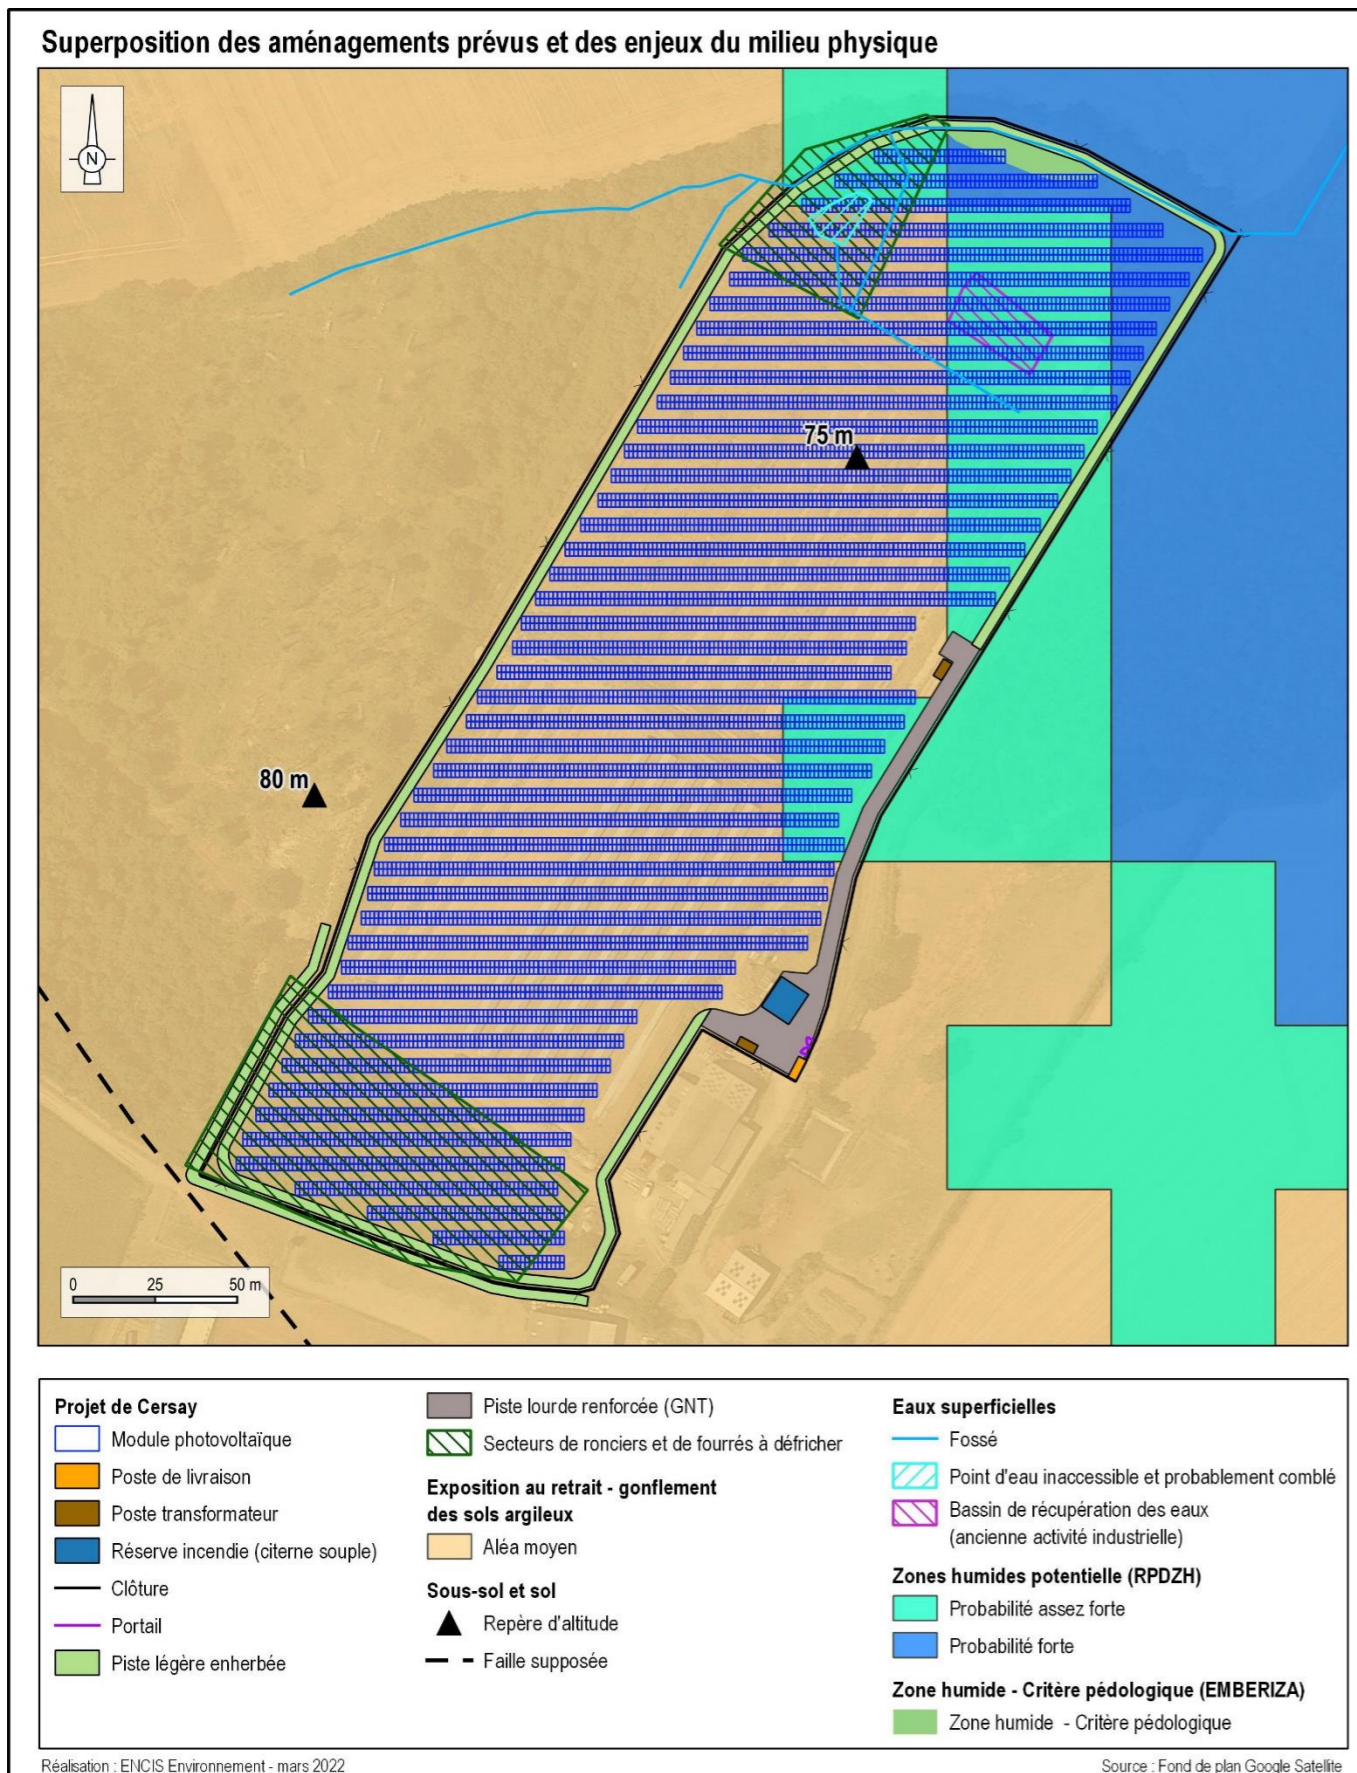 Superposition des aménagements prévus et des enjeux du milieu physique
N
75 m
80 m
0 25 50 m
Projet de Cersay
Module photovoltaïque
Poste de livraison
Poste transformateur
Réserve incendie (citerne souple)
Clôture
Portail
Piste légère enherbée
Piste lourde renforcée (GNT)
Secteurs de ronciers et de fourrés à défricher
Exposition au retrait - gonflement
des sols argileux
Aléa moyen
Sous-sol et sol
Repère d'altitude
Faille supposée
Eaux superficielles
Fossé
Point d'eau inaccessible et probablement comblé
Bassin de récupération des eaux
(ancienne activité industrielle)
Zones humides potentielle (RPDZH)
Probabilité assez forte
Probabilité forte
Zone humide - Critère pédologique (EMBERIZA)
Zone humide - Critère pédologique
Réalisation : ENCIS Environnement - mars 2022
Source : Fond de plan Google Satellite